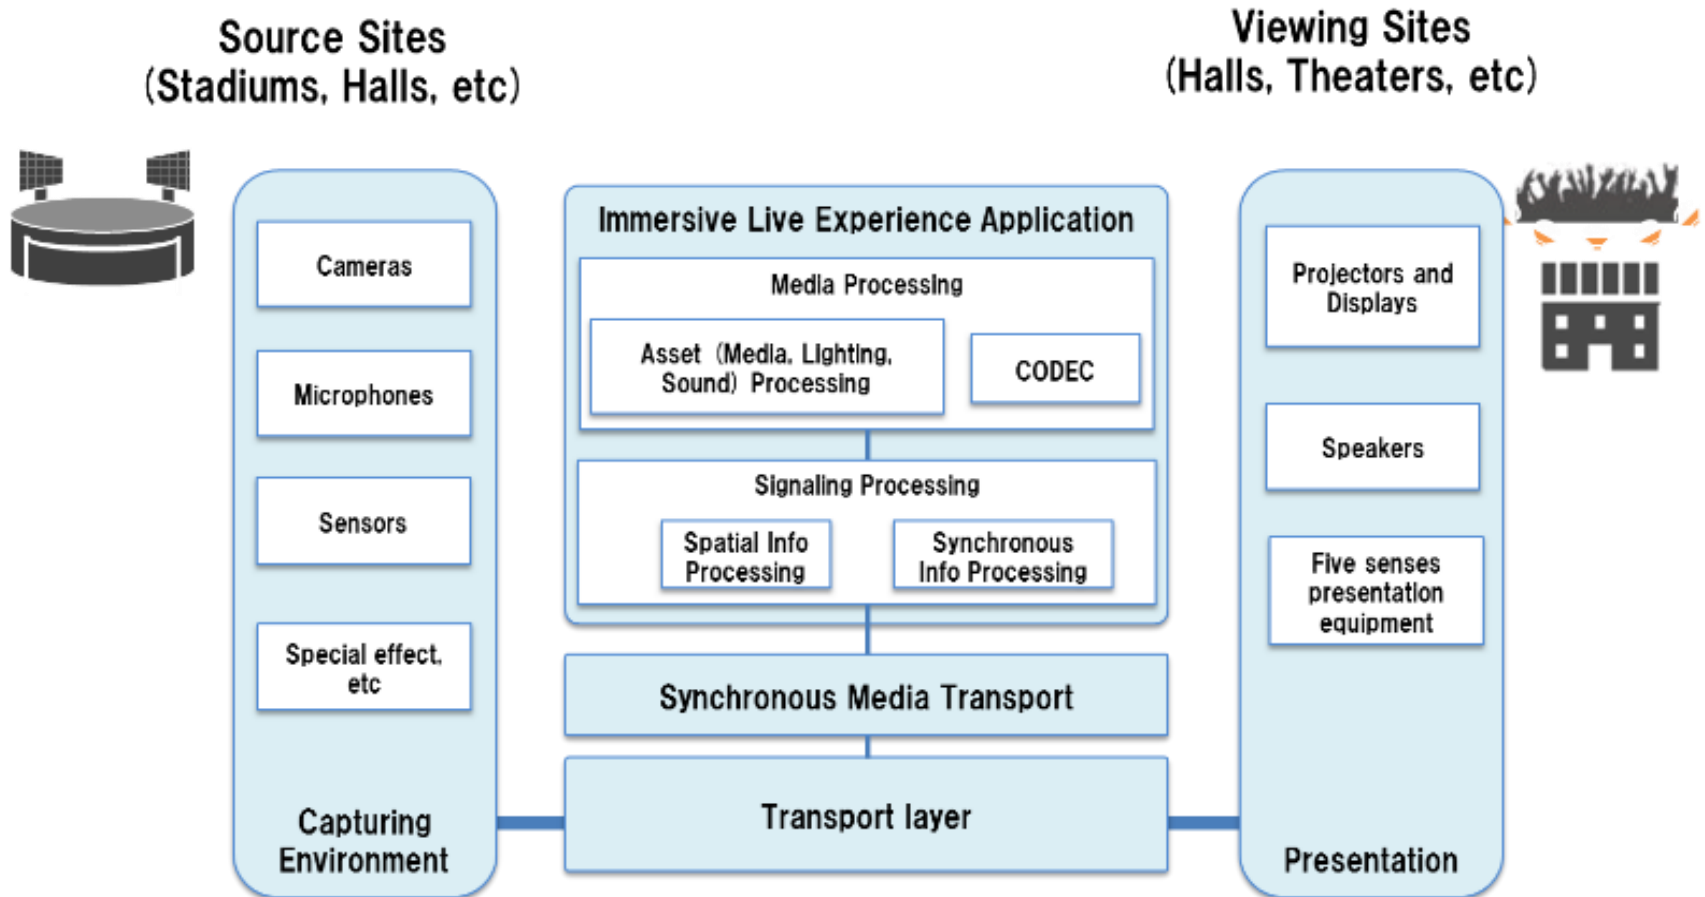 Source Sites
(Stadiums, Halls, etc)
Viewing Sites
(Halls, Theaters, etc)
Cameras
Microphones
Sensors
Special effect,
etc
Capturing
Environment
Immersive Live Experience Application
Media Processing
Asset (Media, Lighting,
Sound) Processing
CODEC
Signaling Processing
Spatial Info
Processing
Synchronous
Info Processing
Synchronous Media Transport
Transport layer
Projectors and
Displays
Speakers
Five senses
presentation
equipment
Presentation